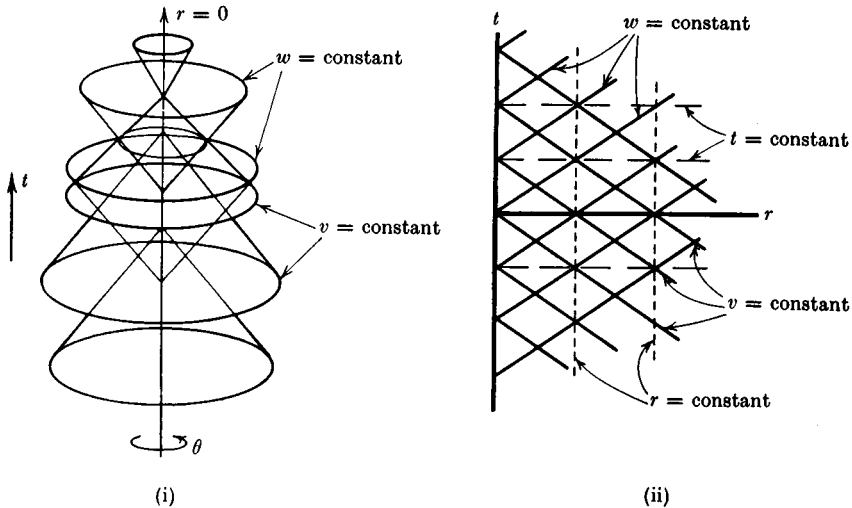 r = 0
w = constant
t
v = constant
θ
(i)
t
w = constant
t = constant
r
v = constant
r = constant
(ii)